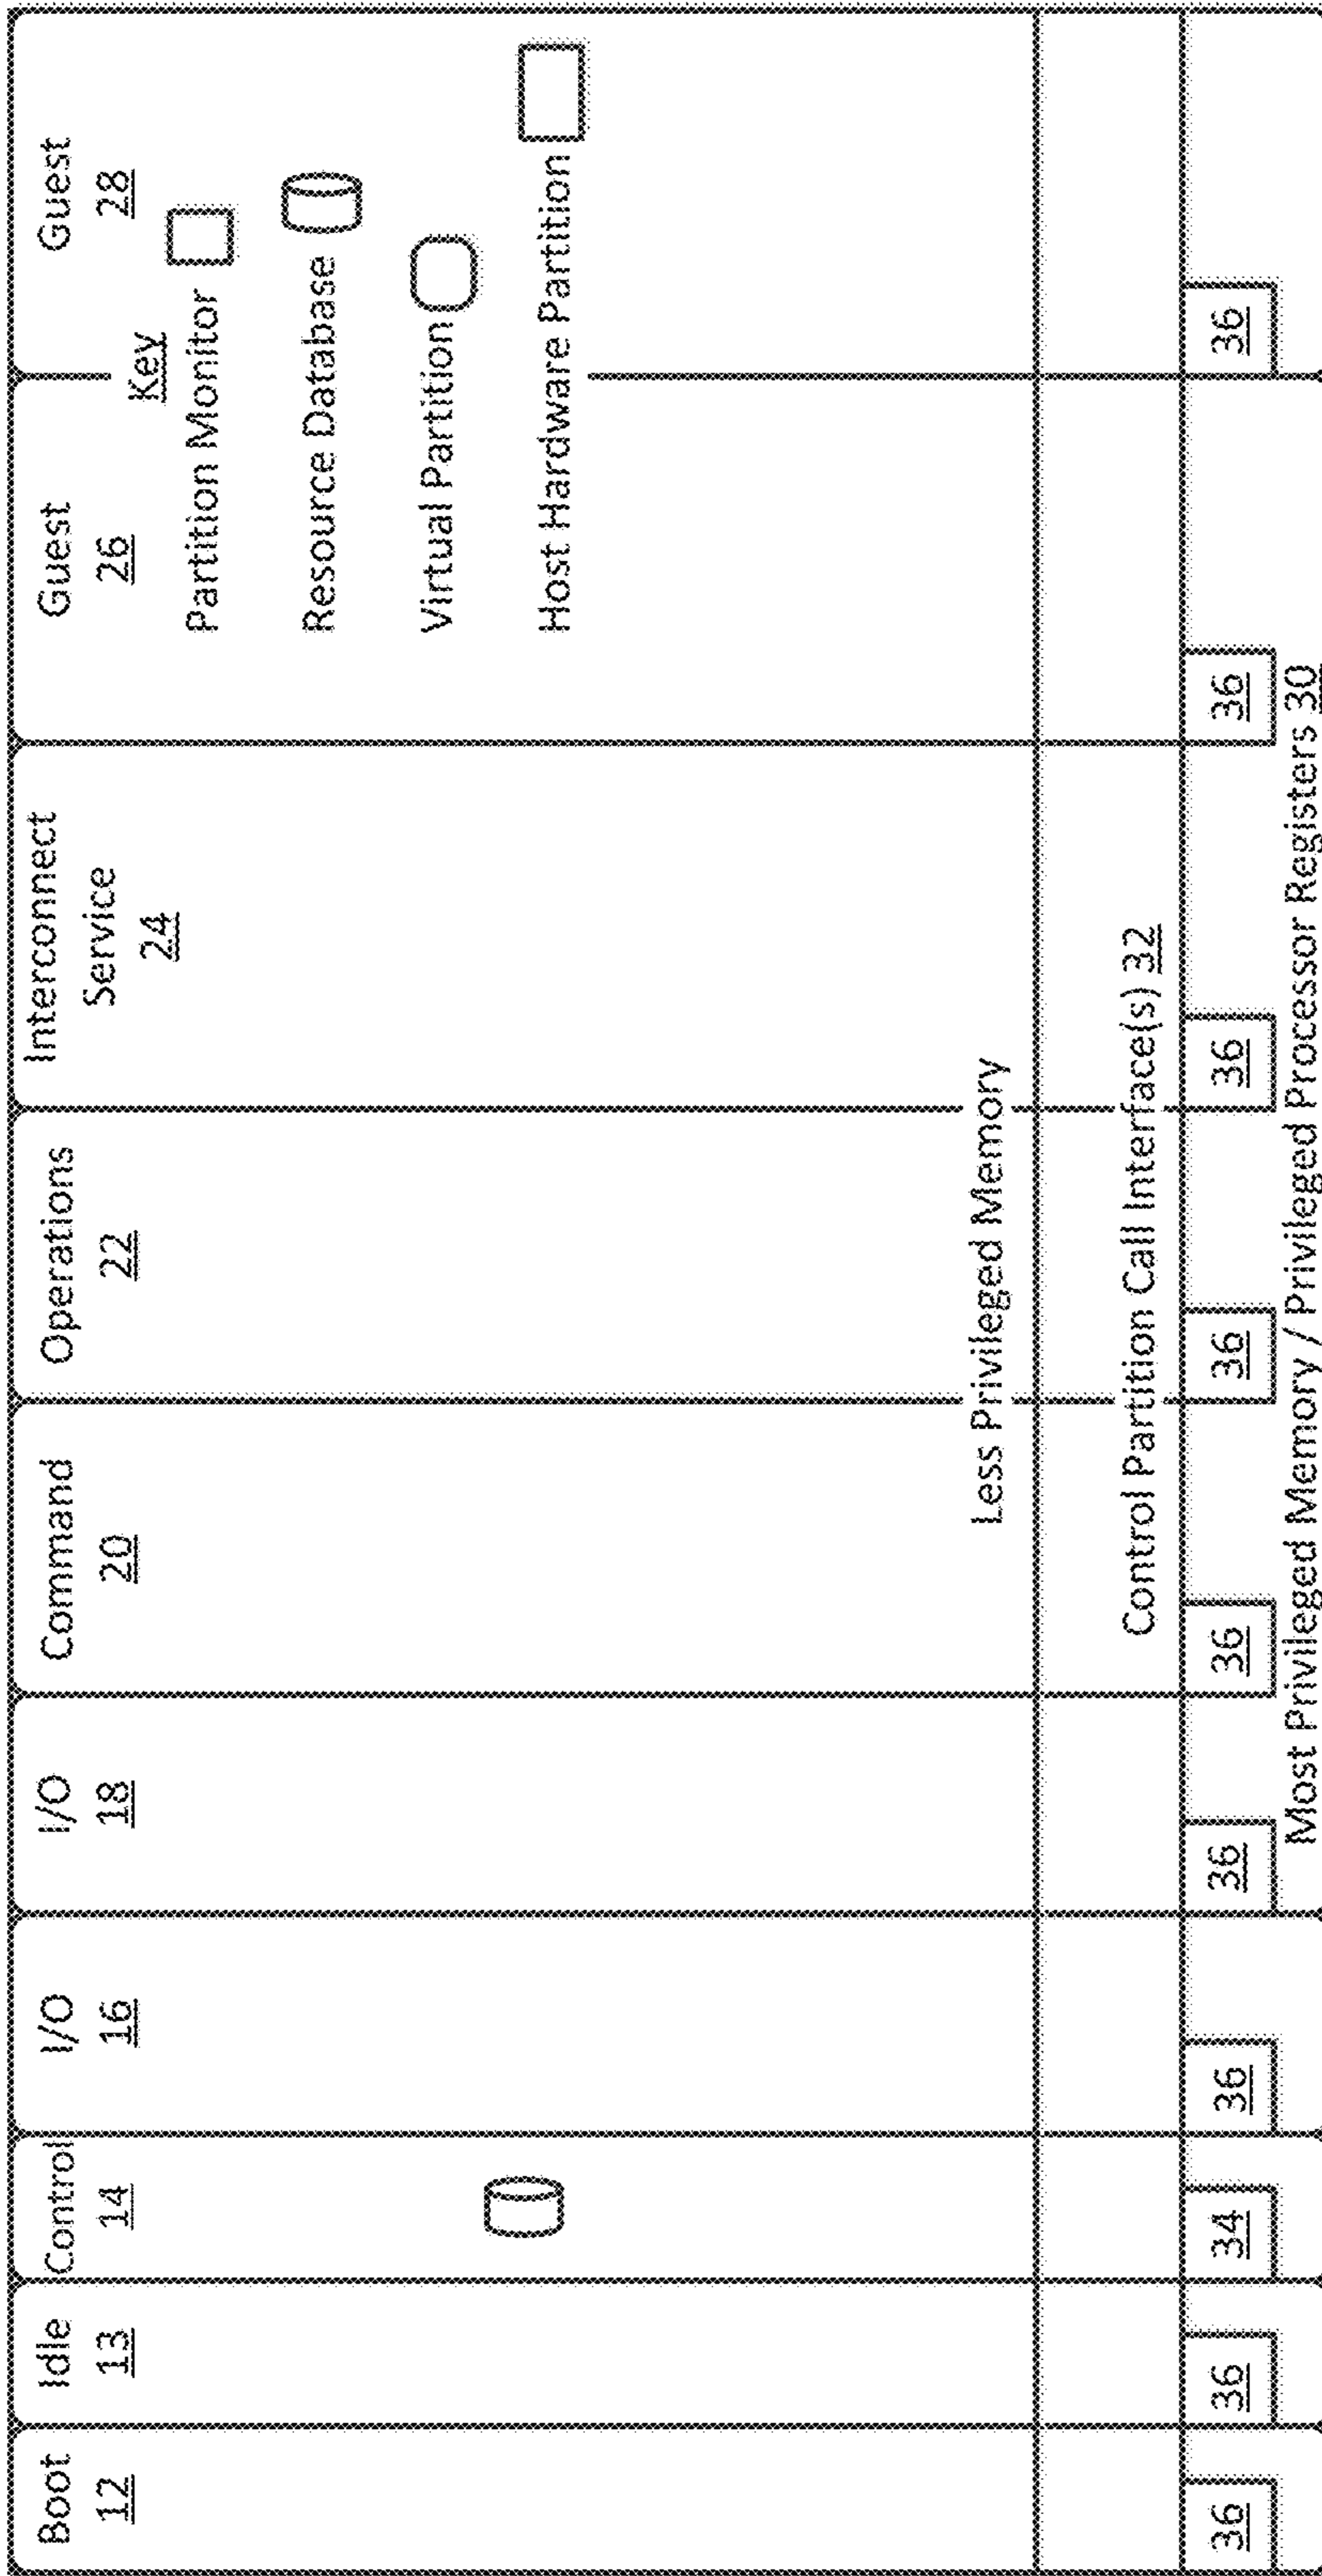 Boot
12
Idle
13
Control
14
I/O
16
I/O
18
Command
20
Operations
22
Interconnect
Service
24
Guest
26
Guest
28
Key
Partition Monitor
Resource Database
Virtual Partition
Host Hardware Partition
Less Privileged Memory
Control Partition Call Interface(s) 32
36
36
34
36
36
36
36
36
36
36
Most Privileged Memory / Privileged Processor Registers 30